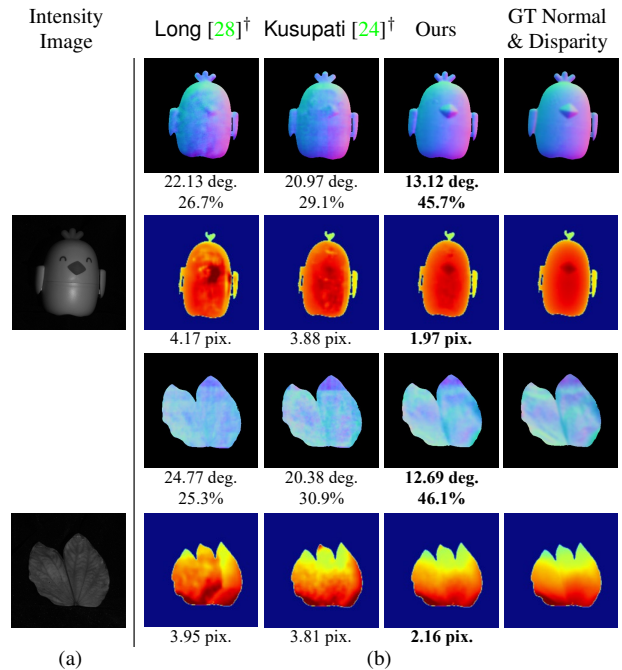 Intensity Image
Long [28]† Kusupati [24]† Ours GT Normal & Disparity
22.13 deg. 20.97 deg. 13.12 deg.
26.7% 29.1% 45.7%
4.17 pix. 3.88 pix. 1.97 pix.
24.77 deg. 20.38 deg. 12.69 deg.
25.3% 30.9% 46.1%
3.95 pix. 3.81 pix. 2.16 pix.
(a) (b)